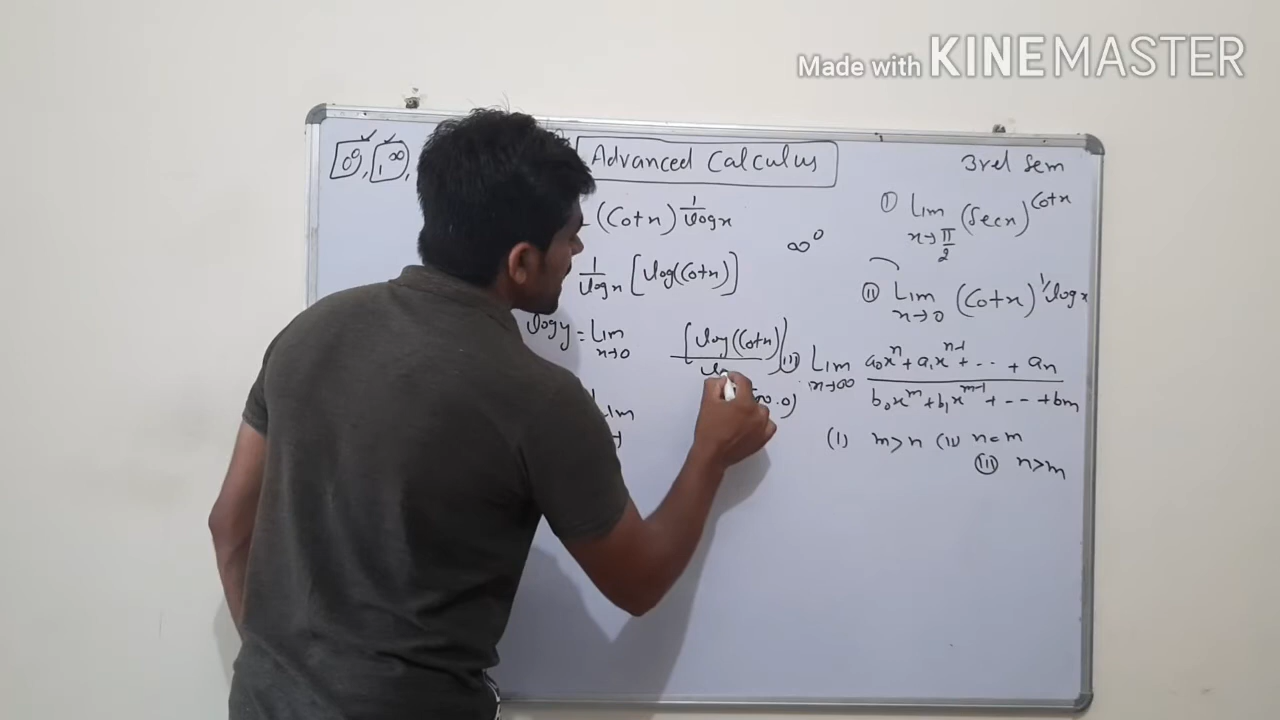 Made with KINEMASTER
0⁰, 1^∞,
Advanced Calculus
3rd Sem
(Cotx)^(1/logx)
∞⁰
1/logx [log(Cotx)]
logy = Lim x→0 [log(Cotx)]
Lim
(I) Lim x→π/2 (Secx)^Cotx
(II) Lim x→0 (Cotx)^1/logx
(III) Lim x→∞ a₀xⁿ+a₁xⁿ⁻¹+--+aₙ / b₀xᵐ+b₁xᵐ⁻¹+--+bₘ
(I) m>n (II) n=m
(III) n>m